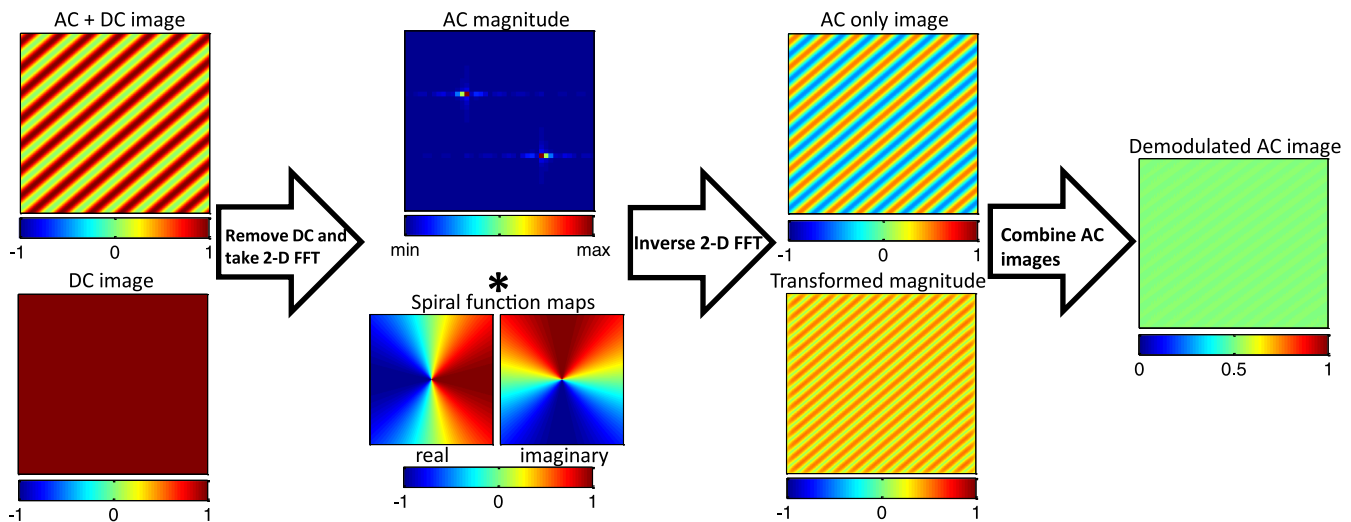 AC + DC image
-1 0 1
DC image
-1 0 1
Remove DC and
take 2-D FFT
AC magnitude
min max
*
Spiral function maps
real imaginary
-1 0 1
Inverse 2-D FFT
AC only image
-1 0 1
Transformed magnitude
-1 0 1
Combine AC
images
Demodulated AC image
0 0.5 1